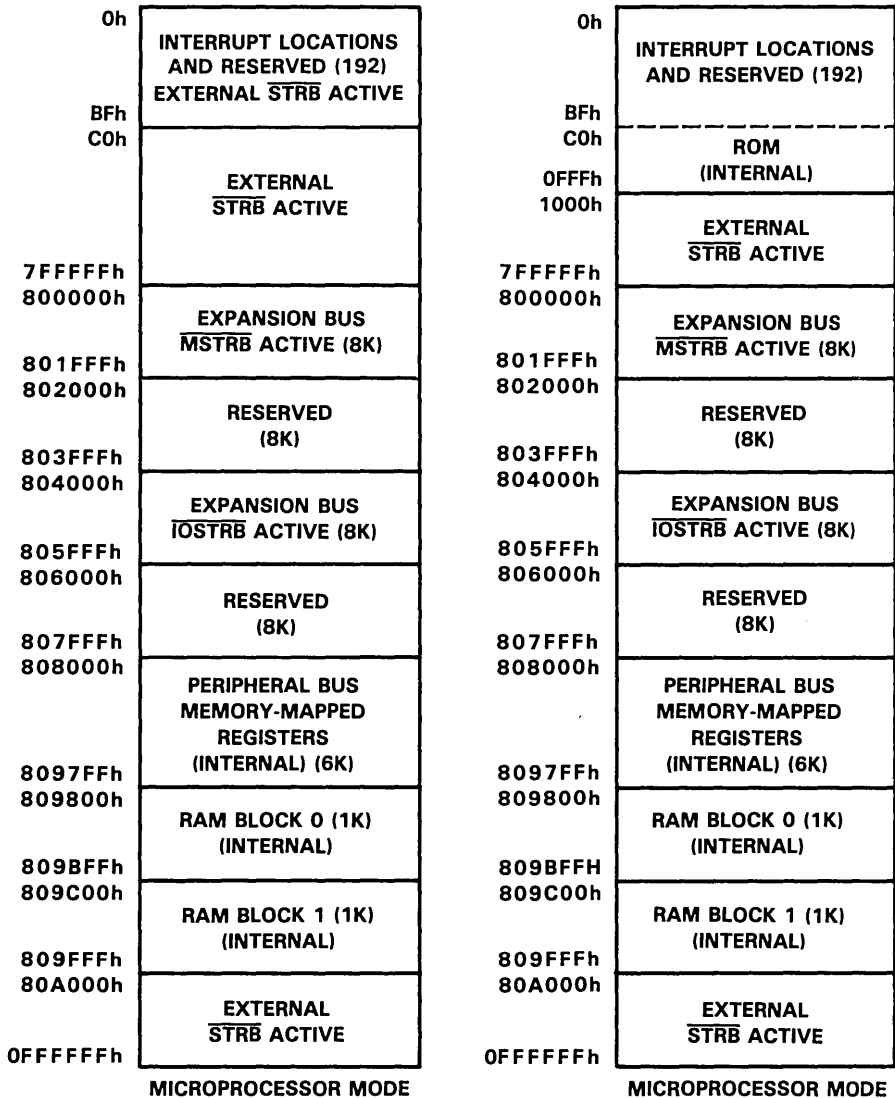 0h
INTERRUPT LOCATIONS
AND RESERVED (192)
EXTERNAL STRB ACTIVE
BFh
C0h
EXTERNAL
STRB ACTIVE
7FFFFFh
800000h
EXPANSION BUS
MSTRB ACTIVE (8K)
801FFFh
802000h
RESERVED
(8K)
803FFFh
804000h
EXPANSION BUS
IOSTRB ACTIVE (8K)
805FFFh
806000h
RESERVED
(8K)
807FFFh
808000h
PERIPHERAL BUS
MEMORY-MAPPED
REGISTERS
(INTERNAL) (6K)
8097FFh
809800h
RAM BLOCK 0 (1K)
(INTERNAL)
809BFFh
809C00h
RAM BLOCK 1 (1K)
(INTERNAL)
809FFFh
80A000h
EXTERNAL
STRB ACTIVE
0FFFFFFh
MICROPROCESSOR MODE
0h
INTERRUPT LOCATIONS
AND RESERVED (192)
BFh
C0h
ROM
(INTERNAL)
0FFFh
1000h
EXTERNAL
STRB ACTIVE
7FFFFFh
800000h
EXPANSION BUS
MSTRB ACTIVE (8K)
801FFFh
802000h
RESERVED
(8K)
803FFFh
804000h
EXPANSION BUS
IOSTRB ACTIVE (8K)
805FFFh
806000h
RESERVED
(8K)
807FFFh
808000h
PERIPHERAL BUS
MEMORY-MAPPED
REGISTERS
(INTERNAL) (6K)
8097FFh
809800h
RAM BLOCK 0 (1K)
(INTERNAL)
809BFFH
809C00h
RAM BLOCK 1 (1K)
(INTERNAL)
809FFFh
80A000h
EXTERNAL
STRB ACTIVE
0FFFFFFh
MICROPROCESSOR MODE